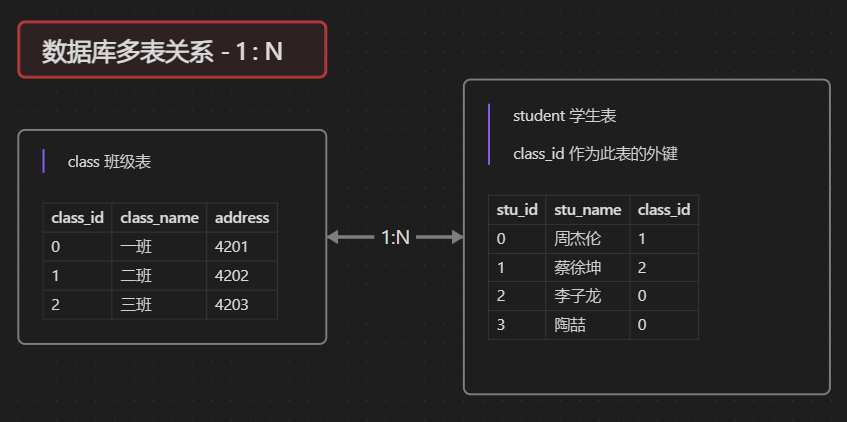 数据库多表关系 - 1 : N
class 班级表
class_id class_name address
0 一班 4201
1 二班 4202
2 三班 4203
1:N
student 学生表
class_id 作为此表的外键
stu_id stu_name class_id
0 周杰伦 1
1 蔡徐坤 2
2 李子龙 0
3 陶喆 0